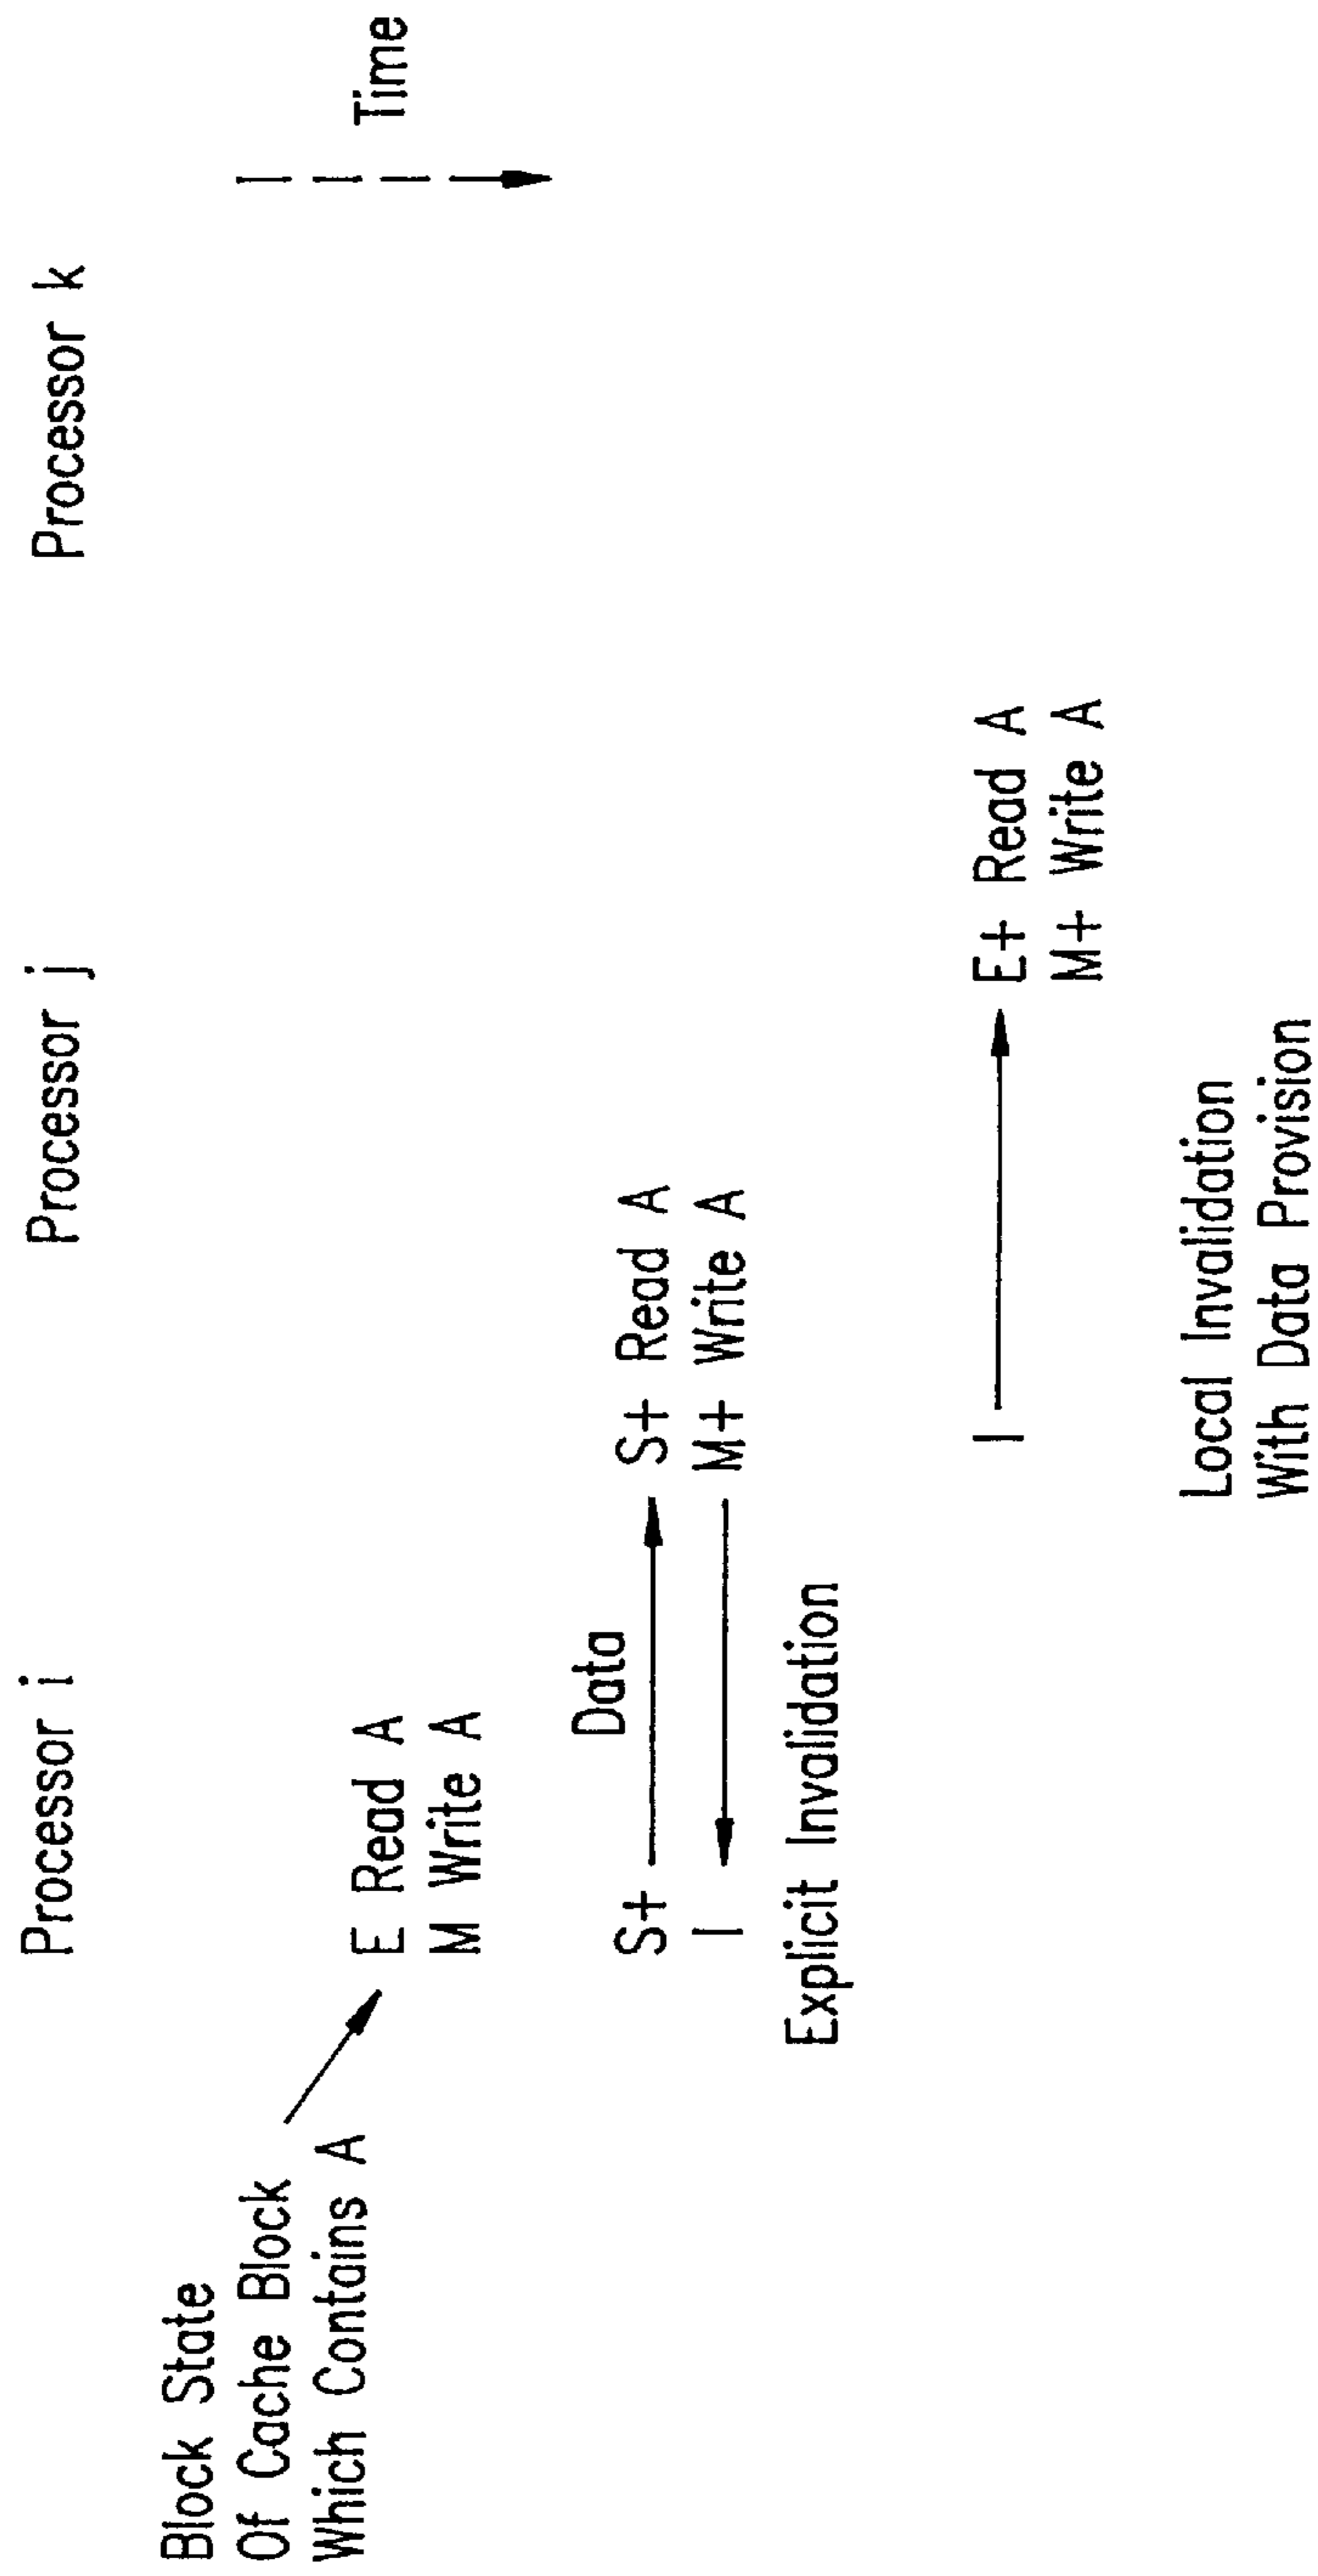 Processor i
Processor j
Processor k
Block State
Of Cache Block
Which Contains A
Time
E Read A
M Write A
Data
S+
S+ Read A
I
M+ Write A
Explicit Invalidation
I
E+ Read A
M+ Write A
Local Invalidation
With Data Provision